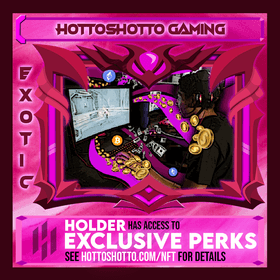 HOTTOSHOTTO GAMING
EXOTIC
HOLDER HAS ACCESS TO
EXCLUSIVE PERKS
SEE HOTTOSHOTTO.COM/NFT FOR DETAILS